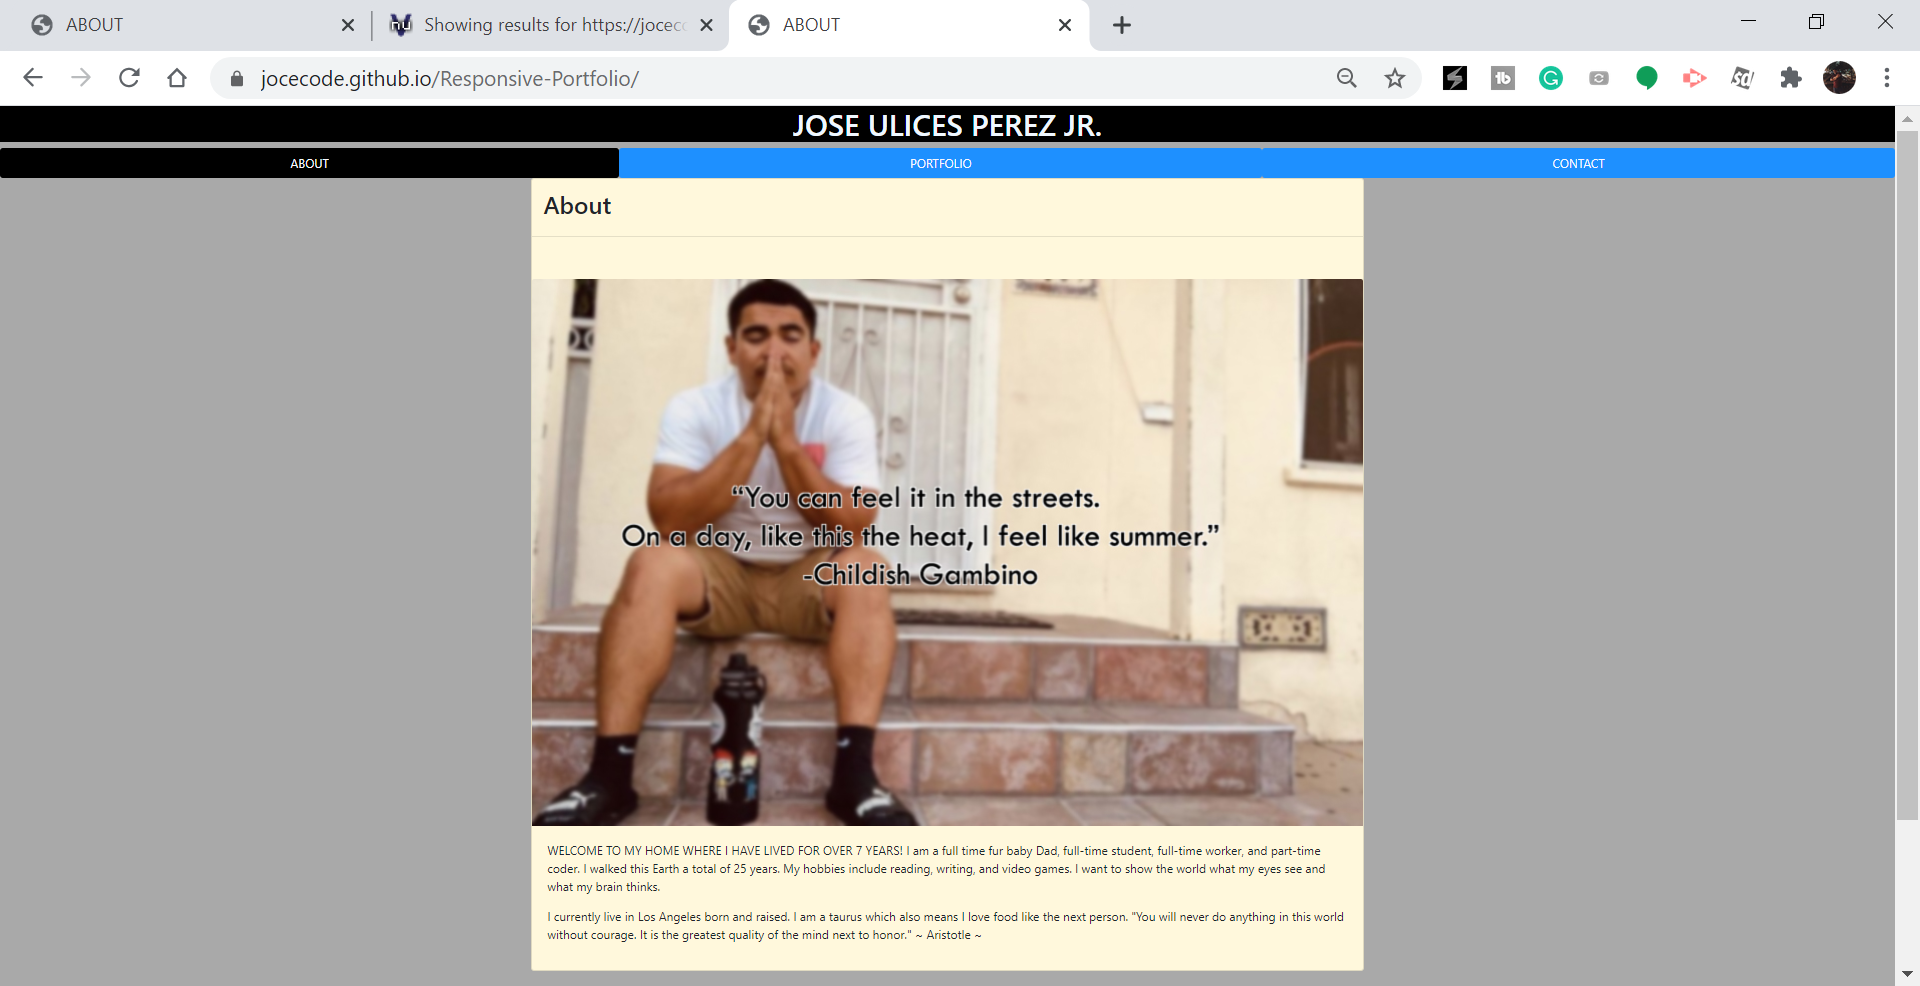 ABOUT
Showing results for https://jocec
ABOUT
jocecode.github.io/Responsive-Portfolio/
JOSE ULICES PEREZ JR.
ABOUT
PORTFOLIO
CONTACT
About
“You can feel it in the streets.
On a day, like this the heat, I feel like summer.”
-Childish Gambino
WELCOME TO MY HOME WHERE I HAVE LIVED FOR OVER 7 YEARS! I am a full time fur baby Dad, full-time student, full-time worker, and part-time
coder. I walked this Earth a total of 25 years. My hobbies include reading, writing, and video games. I want to show the world what my eyes see and
what my brain thinks.
I currently live in Los Angeles born and raised. I am a taurus which also means I love food like the next person. "You will never do anything in this world
without courage. It is the greatest quality of the mind next to honor." ~ Aristotle ~